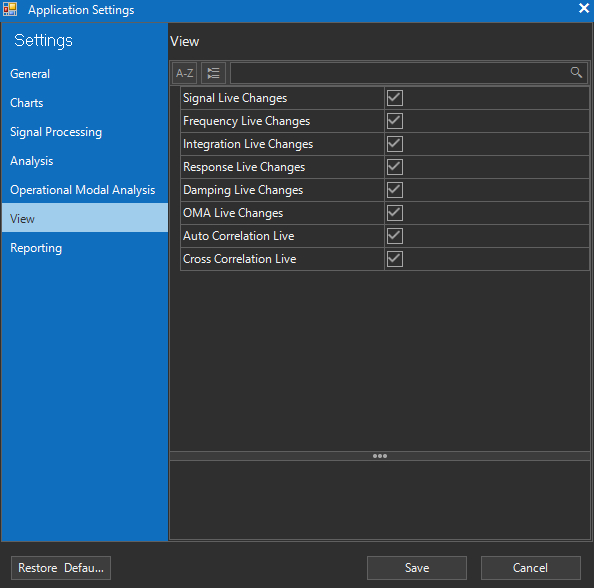 Application Settings
Settings
General
Charts
Signal Processing
Analysis
Operational Modal Analysis
View
Reporting
View
A-Z
Signal Live Changes
Frequency Live Changes
Integration Live Changes
Response Live Changes
Damping Live Changes
OMA Live Changes
Auto Correlation Live
Cross Correlation Live
Restore Defau...
Save
Cancel